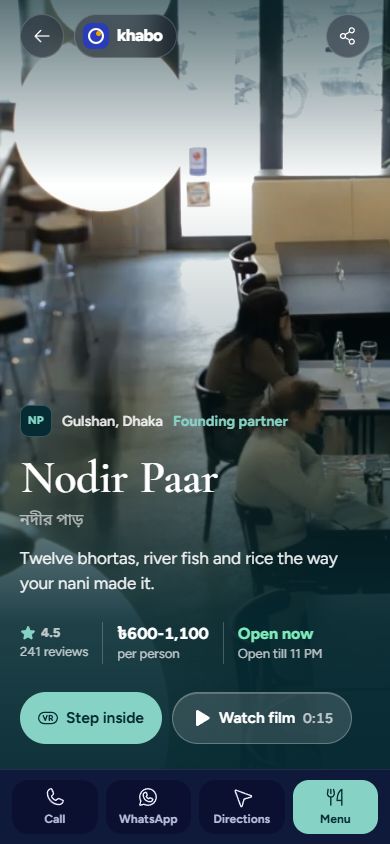 khabo
NP Gulshan, Dhaka Founding partner
Nodir Paar
নদীর পাড়
Twelve bhortas, river fish and rice the way
your nani made it.
4.5
241 reviews
৳600-1,100
per person
Open now
Open till 11 PM
VR Step inside
Watch film 0:15
Call
WhatsApp
Directions
Menu